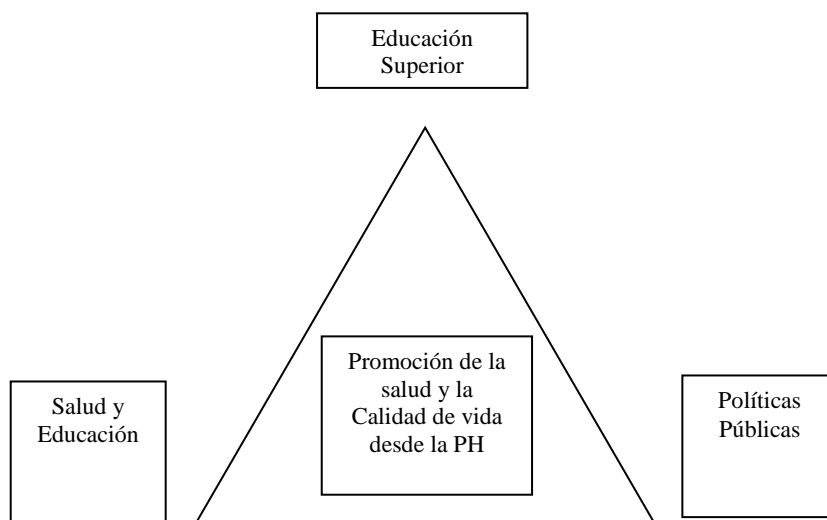 Educación
Superior
Promoción de la
salud y la
Calidad de vida
desde la PH
Salud y
Educación
Políticas
Públicas